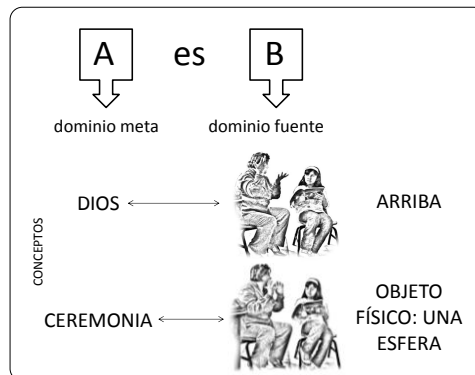 A es B
dominio meta dominio fuente
DIOS ARRIBA
CONCEPTOS
CEREMONIA OBJETO
FÍSICO: UNA
ESFERA